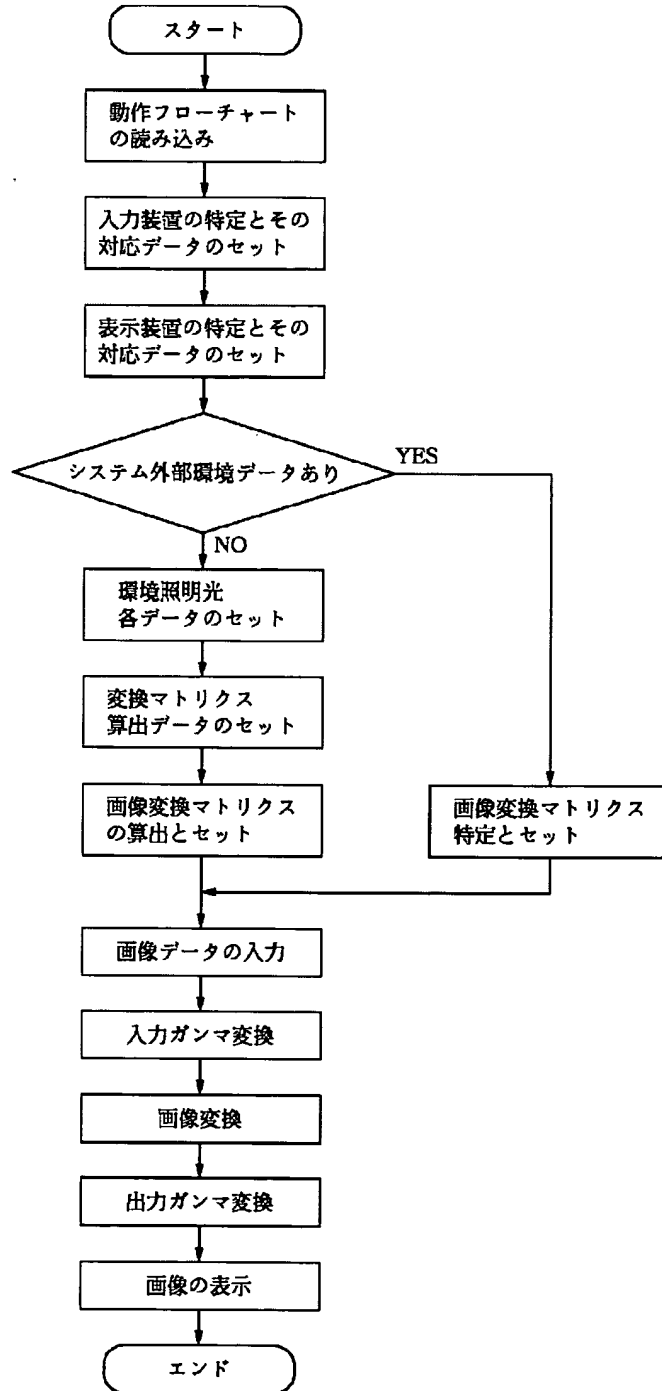 スタート
動作フローチャート
の読み込み
入力装置の特定とその
対応データのセット
表示装置の特定とその
対応データのセット
システム外部環境データあり
YES
NO
環境照明光
各データのセット
変換マトリクス
算出データのセット
画像変換マトリクス
の算出とセット
画像変換マトリクス
特定とセット
画像データの入力
入力ガンマ変換
画像変換
出力ガンマ変換
画像の表示
エンド